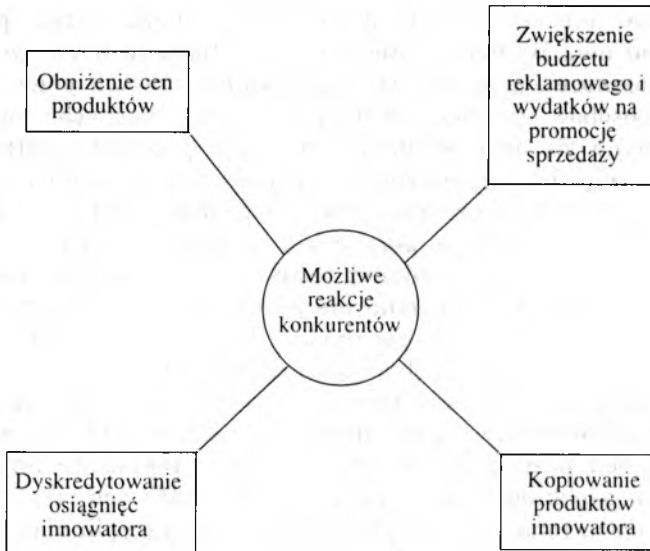 Obniżenie cen
produktów
Zwiększenie
budżetu
reklamowego i
wydatków na
promocję
sprzedaży
Możliwe
reakcje
konkurentów
Dyskredytowanie
osiągnięć
innowatora
Kopiowanie
produktów
innowatora